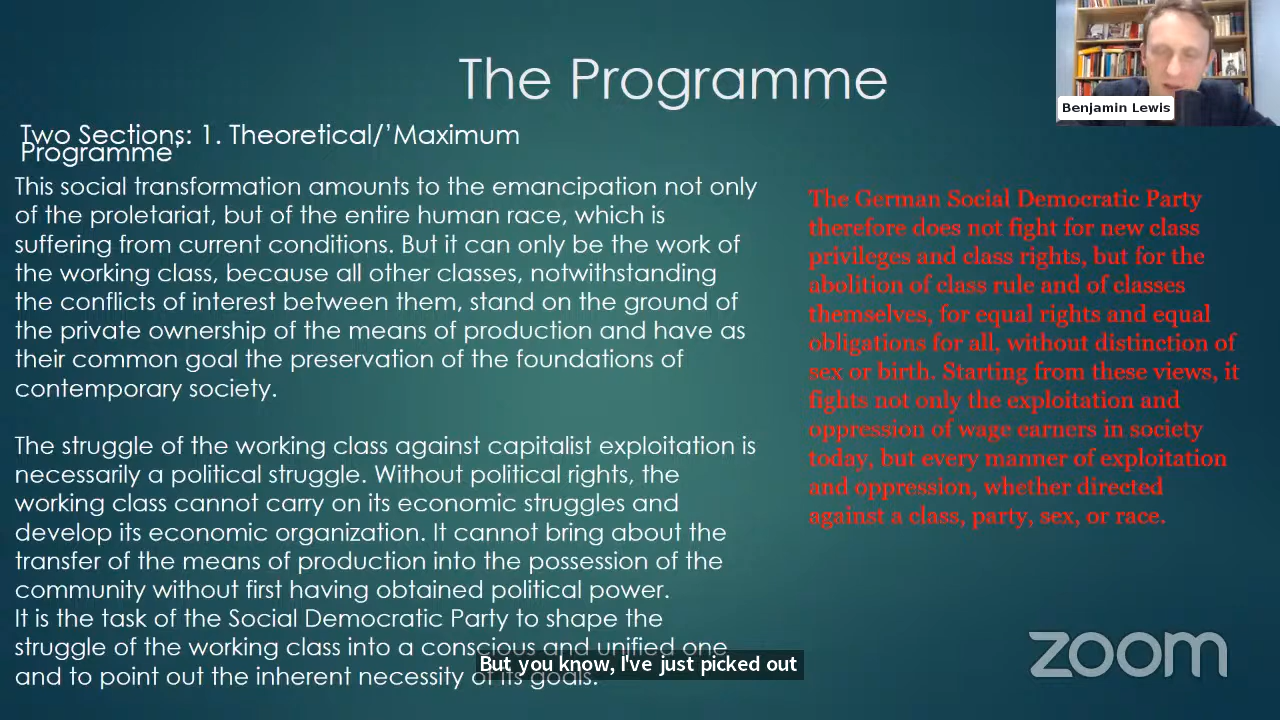 The Programme
Benjamin Lewis
Two Sections: 1. Theoretical/’Maximum
Programme’
This social transformation amounts to the emancipation not only
of the proletariat, but of the entire human race, which is
suffering from current conditions. But it can only be the work of
the working class, because all other classes, notwithstanding
the conflicts of interest between them, stand on the ground of
the private ownership of the means of production and have as
their common goal the preservation of the foundations of
contemporary society.
The struggle of the working class against capitalist exploitation is
necessarily a political struggle. Without political rights, the
working class cannot carry on its economic struggles and
develop its economic organization. It cannot bring about the
transfer of the means of production into the possession of the
community without first having obtained political power.
It is the task of the Social Democratic Party to shape the
struggle of the working class into a conscious and unified one
and to point out the inherent necessity of its goals.
The German Social Democratic Party
therefore does not fight for new class
privileges and class rights, but for the
abolition of class rule and of classes
themselves, for equal rights and equal
obligations for all, without distinction of
sex or birth. Starting from these views, it
fights not only the exploitation and
oppression of wage earners in society
today, but every manner of exploitation
and oppression, whether directed
against a class, party, sex, or race.
But you know, I've just picked out
zoom